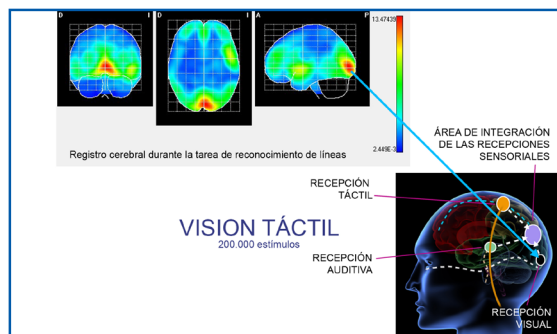 D I
D I
A P
13.47439
2.449E-3
Registro cerebral durante la tarea de reconocimiento de líneas
ÁREA DE INTEGRACIÓN
DE LAS RECEPCIONES
SENSORIALES
RECEPCIÓN
TÁCTIL
VISION TÁCTIL
200.000 estímulos
RECEPCIÓN
AUDITIVA
RECEPCIÓN
VISUAL